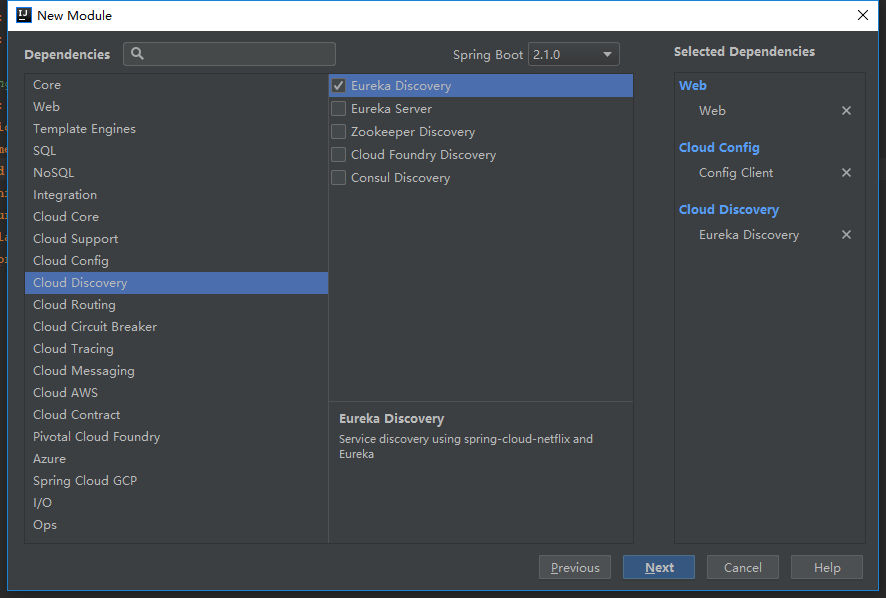 New Module
Dependencies
Spring Boot 2.1.0
Selected Dependencies
Core
Web
Template Engines
SQL
NoSQL
Integration
Cloud Core
Cloud Support
Cloud Config
Cloud Discovery
Cloud Routing
Cloud Circuit Breaker
Cloud Tracing
Cloud Messaging
Cloud AWS
Cloud Contract
Pivotal Cloud Foundry
Azure
Spring Cloud GCP
I/O
Ops
Eureka Discovery
Eureka Server
Zookeeper Discovery
Cloud Foundry Discovery
Consul Discovery
Eureka Discovery
Service discovery using spring-cloud-netflix and
Eureka
Web
Web
Cloud Config
Config Client
Cloud Discovery
Eureka Discovery
Previous
Next
Cancel
Help